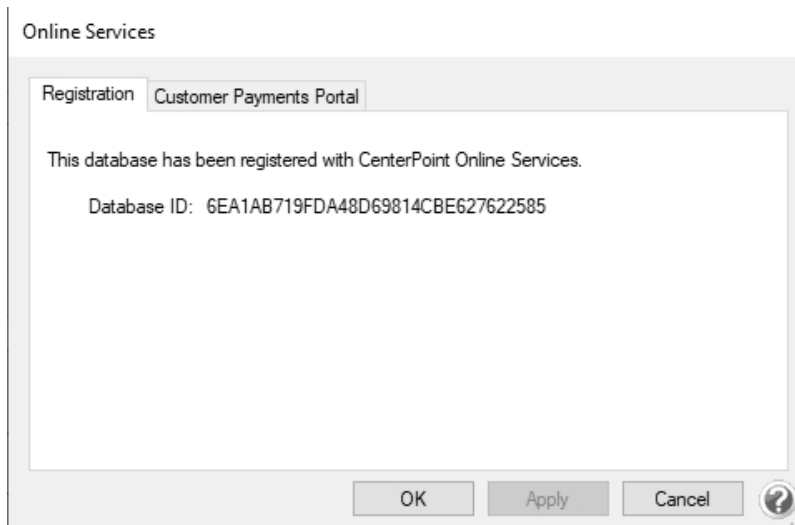 Online Services
Registration
Customer Payments Portal
This database has been registered with CenterPoint Online Services.
Database ID: 6EA1AB719FDA48D69814CBE627622585
OK
Apply
Cancel
?